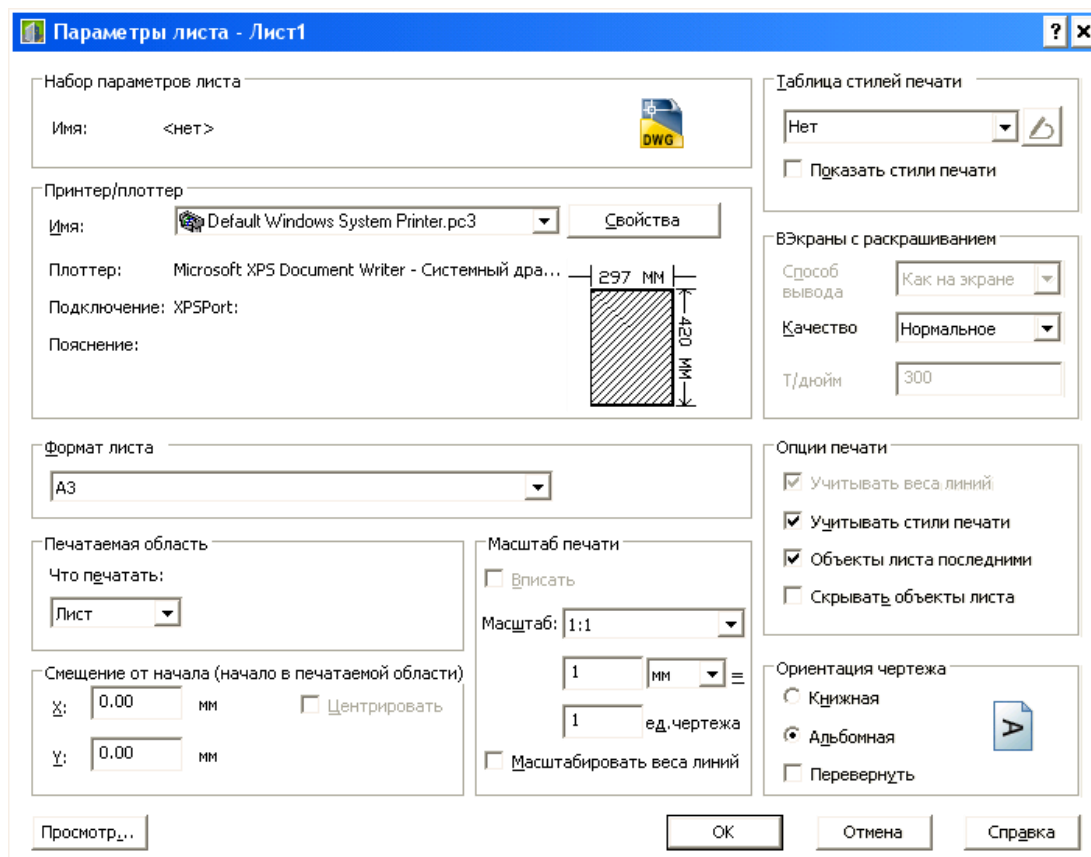 Параметры листа - Лист1
Набор параметров листа
Имя: <нет>
DWG
Принтер/плоттер
Имя: Default Windows System Printer.pc3 Свойства
Плоттер: Microsoft XPS Document Writer - Системный дра...
Подключение: XPSPort:
Пояснение:
297 MM
420 MM
Формат листа
A3
Печатаемая область
Что печатать:
Лист
Смещение от начала (начало в печатаемой области)
X: 0.00 мм Центрировать
Y: 0.00 мм
Масштаб печати
Вписать
Масштаб: 1:1
1 мм =
1 ед.чертежа
Масштабировать веса линий
Таблица стилей печати
Нет
Показать стили печати
ВЭкраны с раскрашиванием
Способ вывода Как на экране
Качество Нормальное
Т/дюйм 300
Опции печати
Учитывать веса линий
Учитывать стили печати
Объекты листа последними
Скрывать объекты листа
Ориентация чертежа
Книжная
Альбомная
A
Перевернуть
Просмотр... ОК Отмена Справка